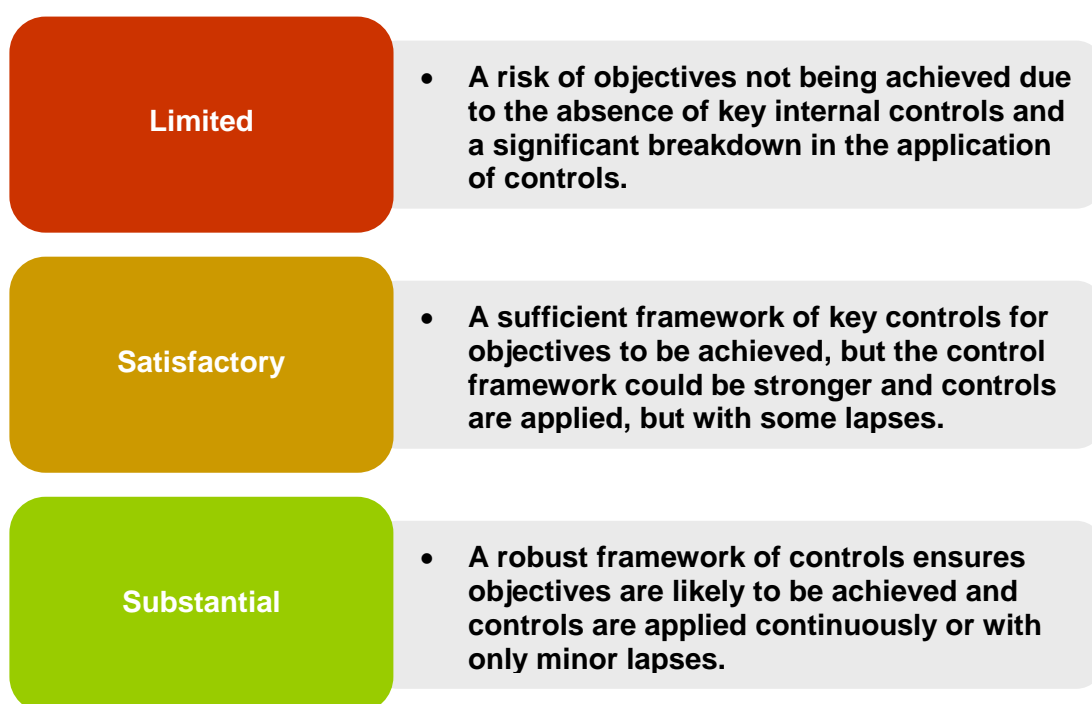 Limited
• A risk of objectives not being achieved due
to the absence of key internal controls and
a significant breakdown in the application
of controls.
Satisfactory
• A sufficient framework of key controls for
objectives to be achieved, but the control
framework could be stronger and controls
are applied, but with some lapses.
Substantial
• A robust framework of controls ensures
objectives are likely to be achieved and
controls are applied continuously or with
only minor lapses.